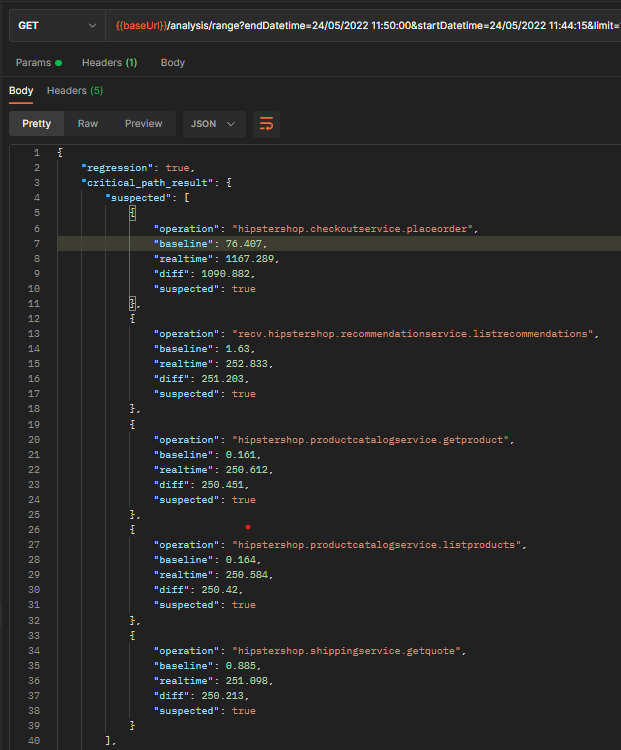 GET {{baseUrl}}/analysis/range?endDatetime=24/05/2022 11:50:00&startDatetime=24/05/2022 11:44:15&limit=
Params Headers (1) Body
Body Headers (5)
Pretty Raw Preview JSON
1 {
2 "regression": true,
3 "critical_path_result": {
4 "suspected": [
5 {
6 "operation": "hipstershop.checkoutservice.placeorder",
7 "baseline": 76.407,
8 "realtime": 1167.289,
9 "diff": 1090.882,
10 "suspected": true
11 },
12 {
13 "operation": "recv.hipstershop.recommendationservice.listrecommendations",
14 "baseline": 1.63,
15 "realtime": 252.833,
16 "diff": 251.203,
17 "suspected": true
18 },
19 {
20 "operation": "hipstershop.productcatalogservice.getproduct",
21 "baseline": 0.161,
22 "realtime": 250.612,
23 "diff": 250.451,
24 "suspected": true
25 },
26 {
27 "operation": "hipstershop.productcatalogservice.listproducts",
28 "baseline": 0.164,
29 "realtime": 250.584,
30 "diff": 250.42,
31 "suspected": true
32 },
33 {
34 "operation": "hipstershop.shippingservice.getquote",
35 "baseline": 0.885,
36 "realtime": 251.098,
37 "diff": 250.213,
38 "suspected": true
39 }
40 ],